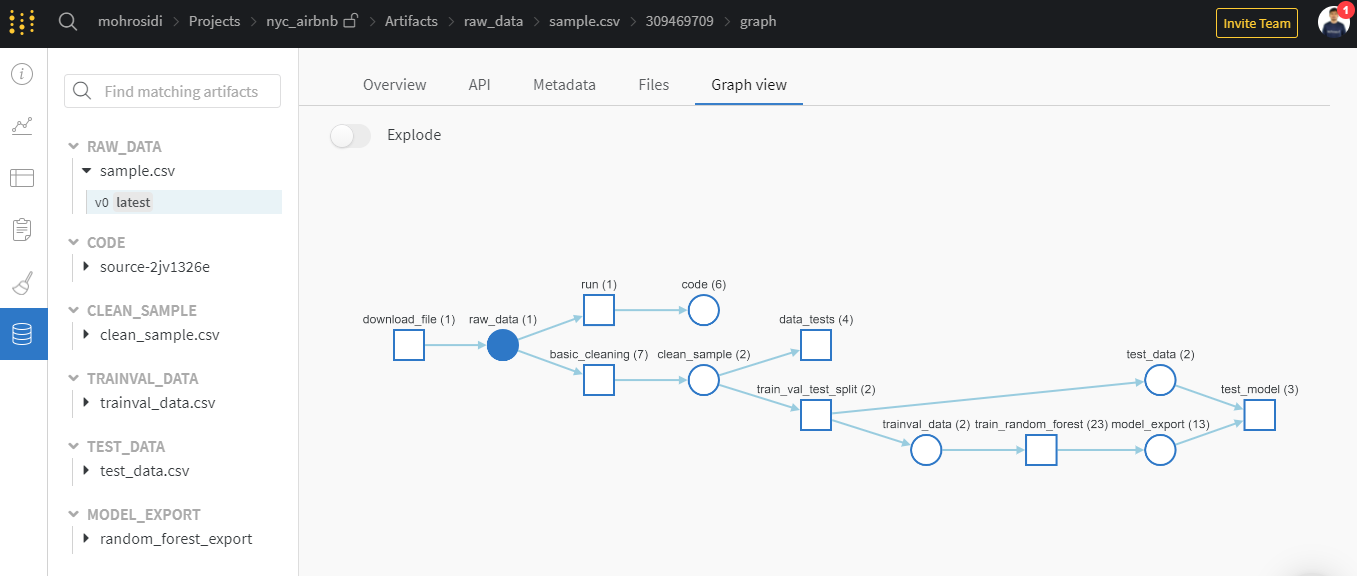 mohrosidi > Projects > nyc_airbnb > Artifacts > raw_data > sample.csv > 309469709 > graph
Invite Team
1
Find matching artifacts
RAW_DATA
sample.csv
v0 latest
CODE
source-2jv1326e
CLEAN_SAMPLE
clean_sample.csv
TRAINVAL_DATA
trainval_data.csv
TEST_DATA
test_data.csv
MODEL_EXPORT
random_forest_export
Overview API Metadata Files Graph view
Explode
run (1) code (6)
download_file (1) raw_data (1) data_tests (4)
basic_cleaning (7) clean_sample (2) test_data (2)
train_val_test_split (2) test_model (3)
trainval_data (2) train_random_forest (23) model_export (13)